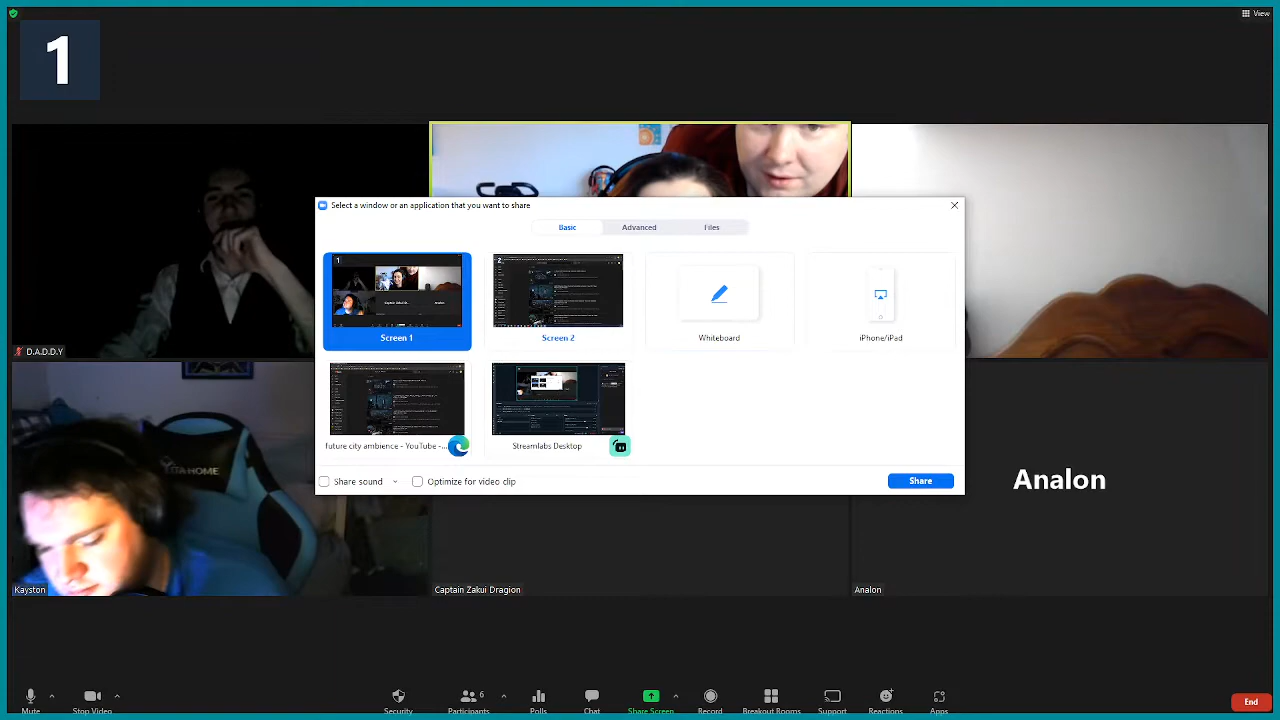 View
1
Select a window or an application that you want to share
Basic
Advanced
Files
1
Screen 1
2
Screen 2
Whiteboard
iPhone/iPad
future city ambience - YouTube -...
Streamlabs Desktop
Share sound
Optimize for video clip
Share
D.A.D.D.Y
Analon
Kayston
Captain Zakui Dragion
Analon
Mute
Stop Video
Security
Participants
6
Polls
Chat
Share Screen
Record
Breakout Rooms
Support
Reactions
Apps
End